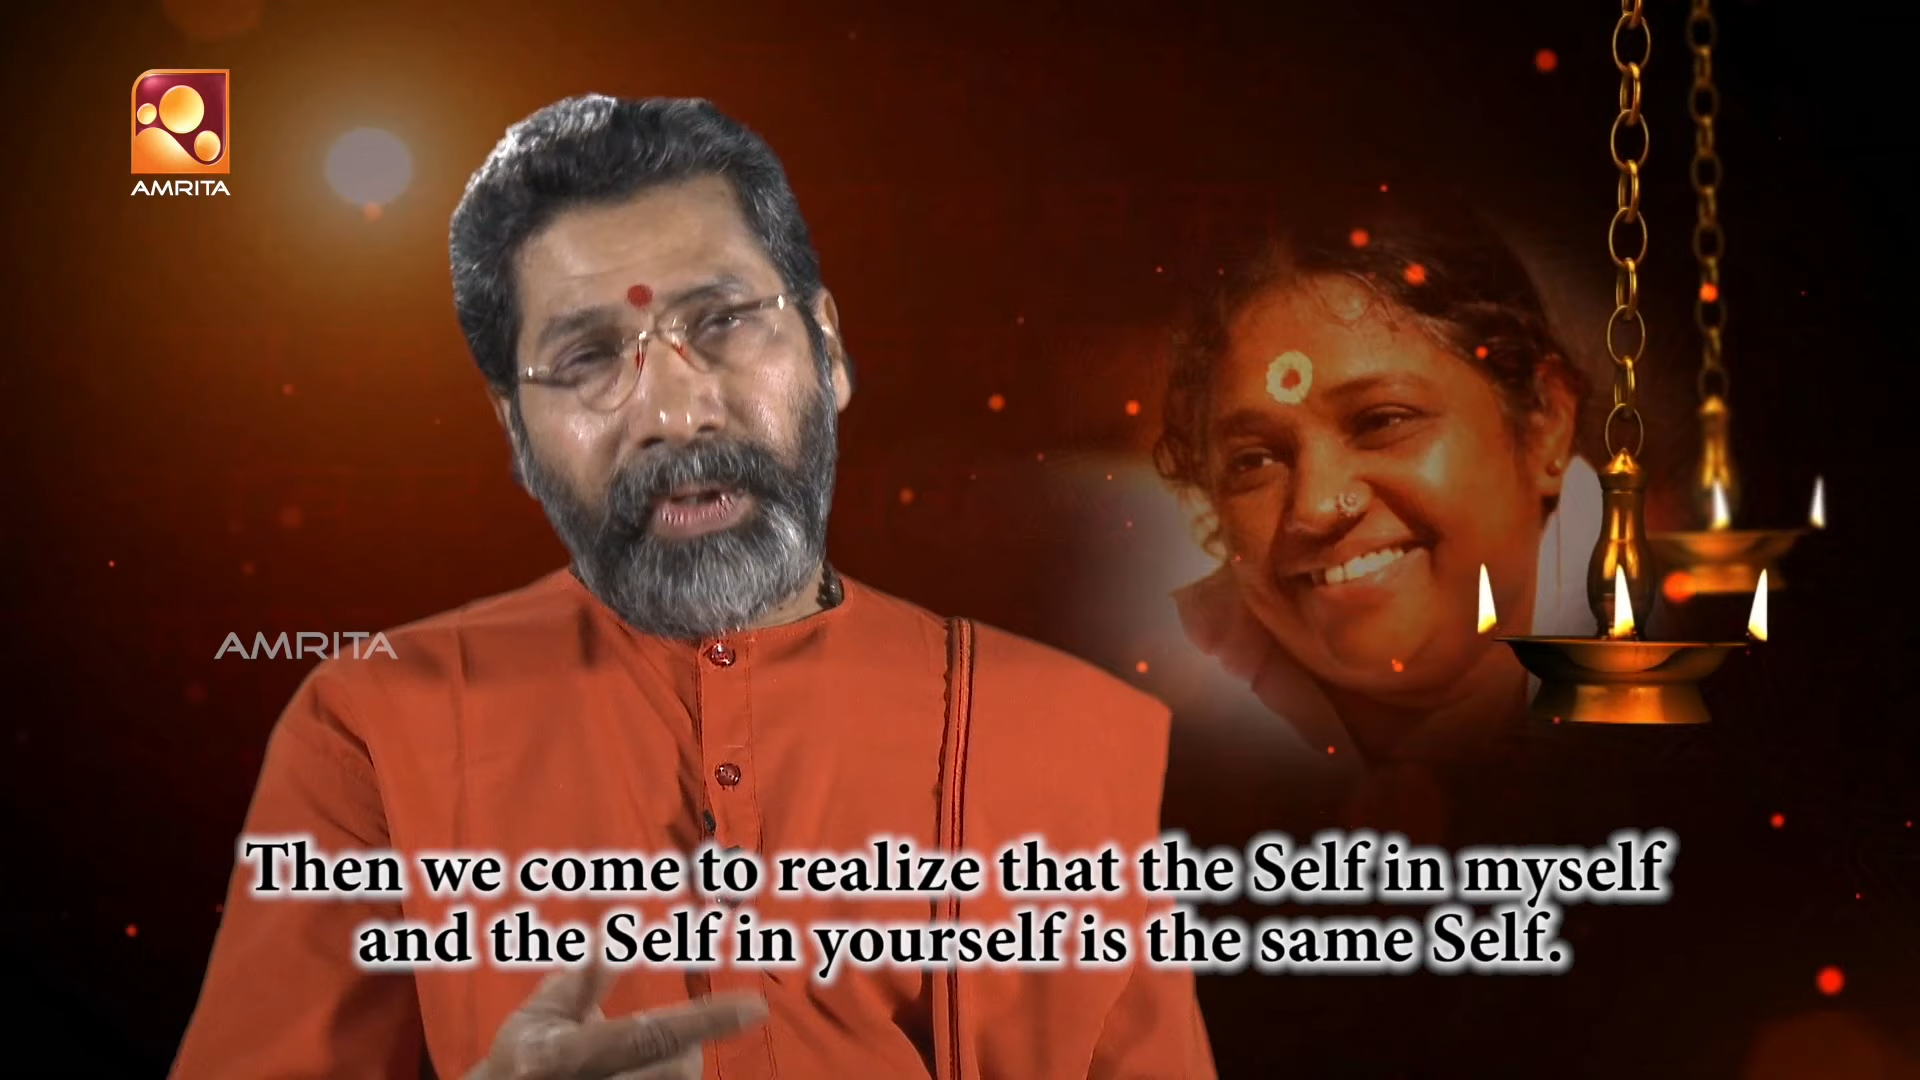 AMRITA
AMRITA
Then we come to realize that the Self in myself
and the Self in yourself is the same Self.